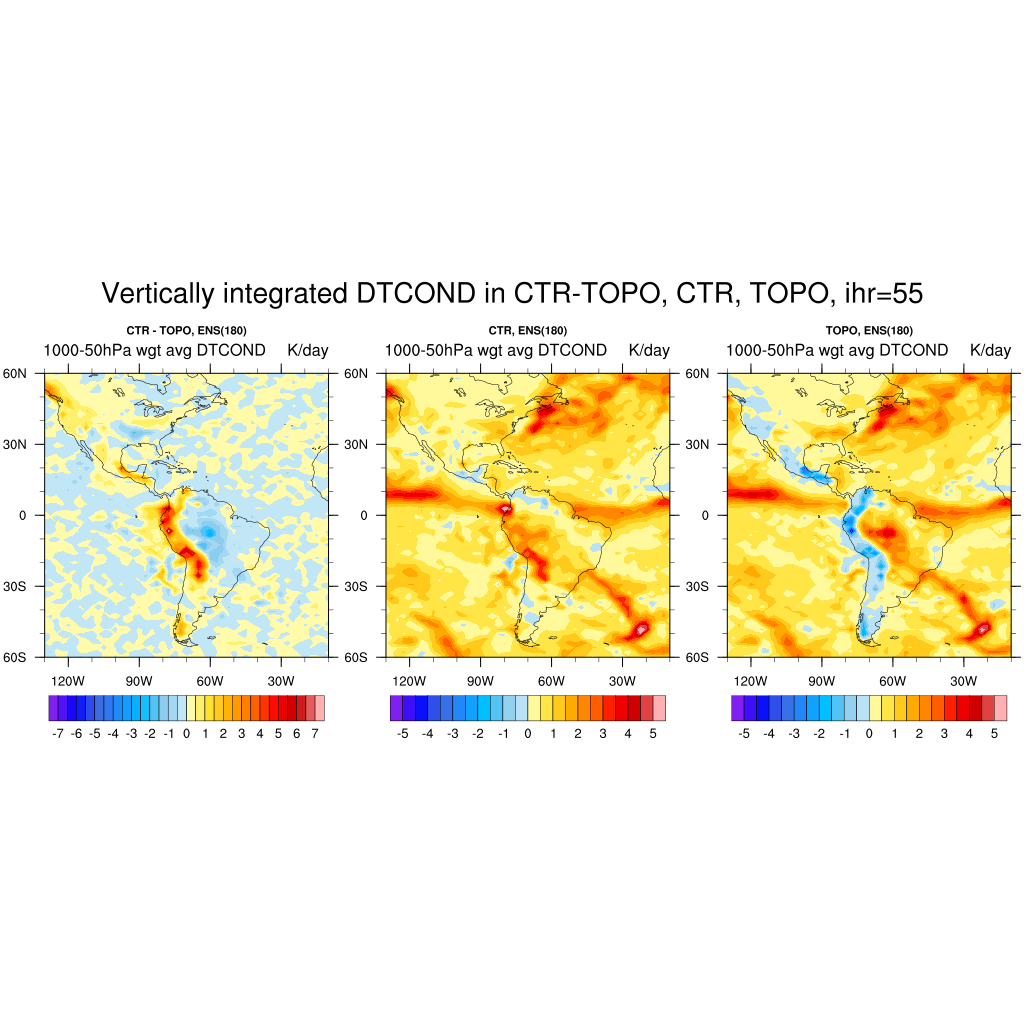 Vertically integrated DTCOND in CTR-TOPO, CTR, TOPO, ihr=55
CTR - TOPO, ENS(180)
1000-50hPa wgt avg DTCOND K/day
60N
30N
0
30S
60S
120W 90W 60W 30W
-7 -6 -5 -4 -3 -2 -1 0 1 2 3 4 5 6 7
CTR, ENS(180)
1000-50hPa wgt avg DTCOND K/day
60N
30N
0
30S
60S
120W 90W 60W 30W
-5 -4 -3 -2 -1 0 1 2 3 4 5
TOPO, ENS(180)
1000-50hPa wgt avg DTCOND K/day
60N
30N
0
30S
60S
120W 90W 60W 30W
-5 -4 -3 -2 -1 0 1 2 3 4 5